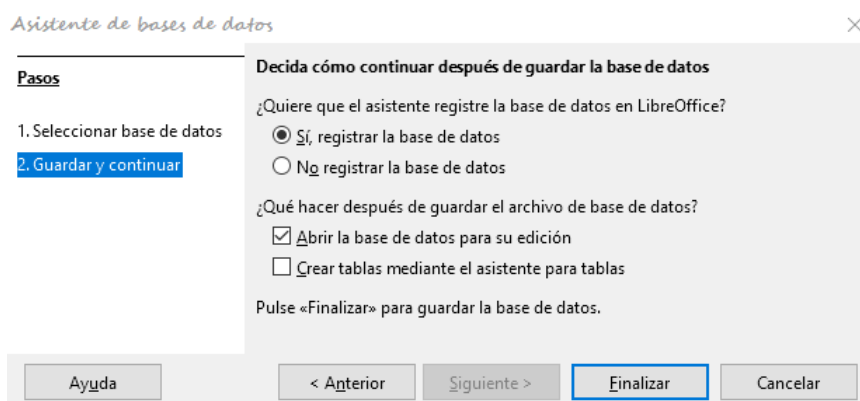 Asistente de bases de datos
Pasos
1. Seleccionar base de datos
2. Guardar y continuar
Decida cómo continuar después de guardar la base de datos
¿Quiere que el asistente registre la base de datos en LibreOffice?
Sí, registrar la base de datos
No registrar la base de datos
¿Qué hacer después de guardar el archivo de base de datos?
Abrir la base de datos para su edición
Crear tablas mediante el asistente para tablas
Pulse «Finalizar» para guardar la base de datos.
Ayuda
< Anterior
Siguiente >
Finalizar
Cancelar